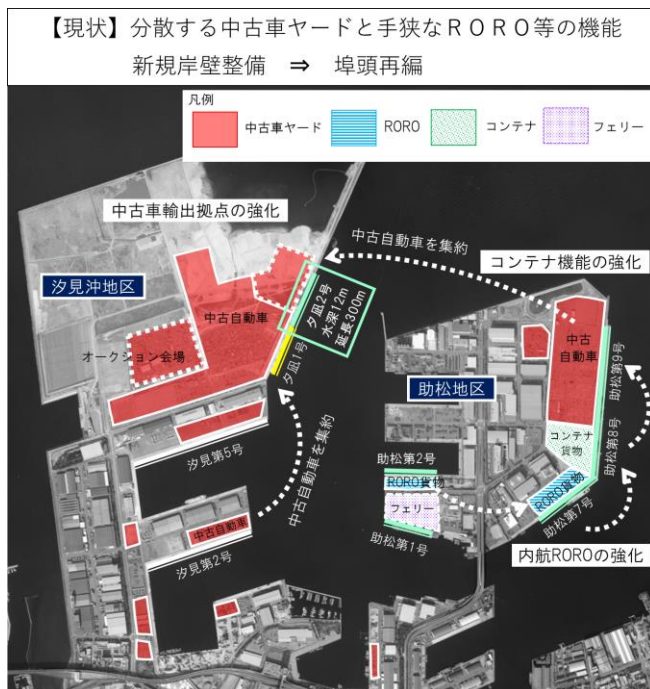 【現状】分散する中古車ヤードと手狭なＲＯＲＯ等の機能
新規岸壁整備　⇒　埠頭再編
凡例
中古車ヤード
RORO
コンテナ
フェリー
中古車輸出拠点の強化
中古自動車を集約
コンテナ機能の強化
汐見沖地区
夕凪2号
水深12m
延長300m
中古自動車
オークション会場
夕凪1号
中古
自動車
助松第9号
助松地区
汐見第5号
中古自動車を集約
コンテナ
貨物
助松第8号
助松第2号
RORO貨物
RORO貨物
フェリー
助松第7号
中古自動車
助松第1号
汐見第2号
内航ROROの強化